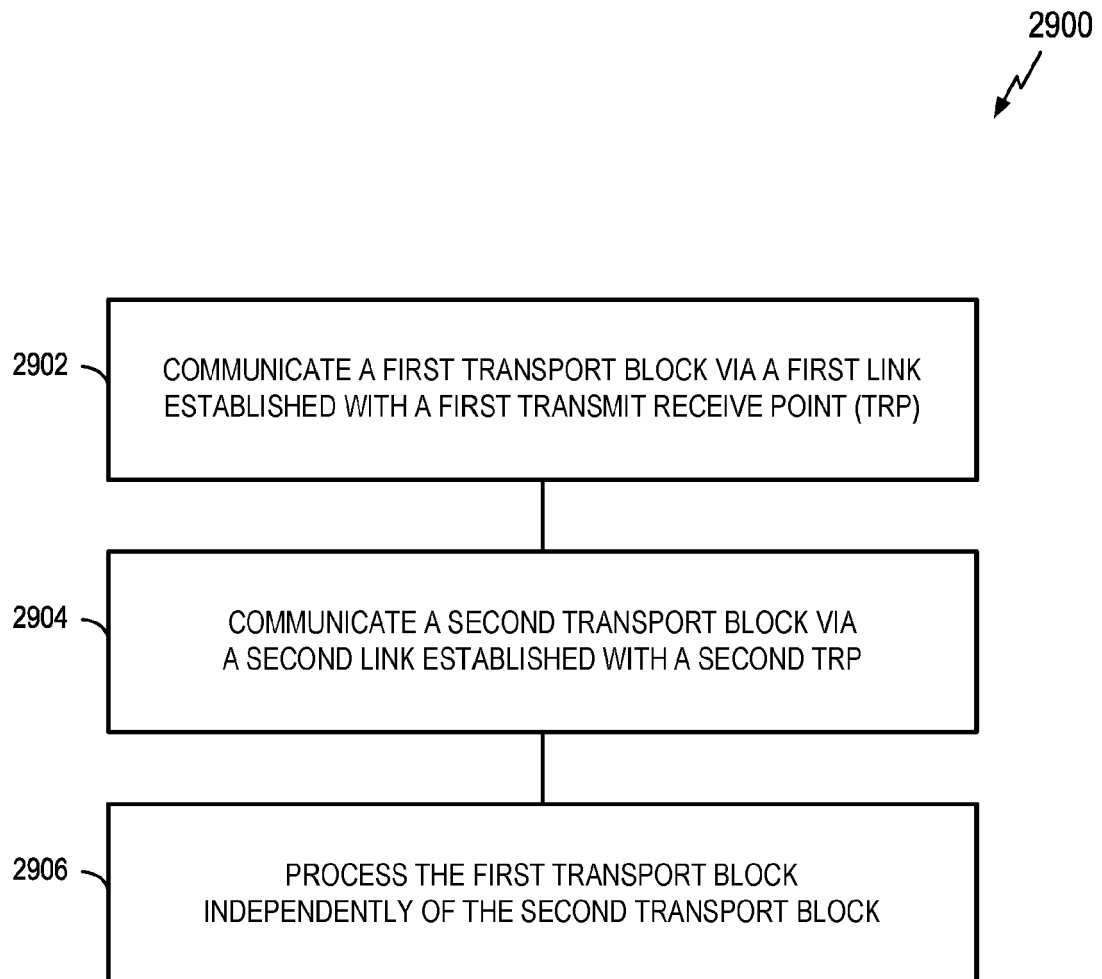 2900
2902
COMMUNICATE A FIRST TRANSPORT BLOCK VIA A FIRST LINK
ESTABLISHED WITH A FIRST TRANSMIT RECEIVE POINT (TRP)
2904
COMMUNICATE A SECOND TRANSPORT BLOCK VIA
A SECOND LINK ESTABLISHED WITH A SECOND TRP
2906
PROCESS THE FIRST TRANSPORT BLOCK
INDEPENDENTLY OF THE SECOND TRANSPORT BLOCK